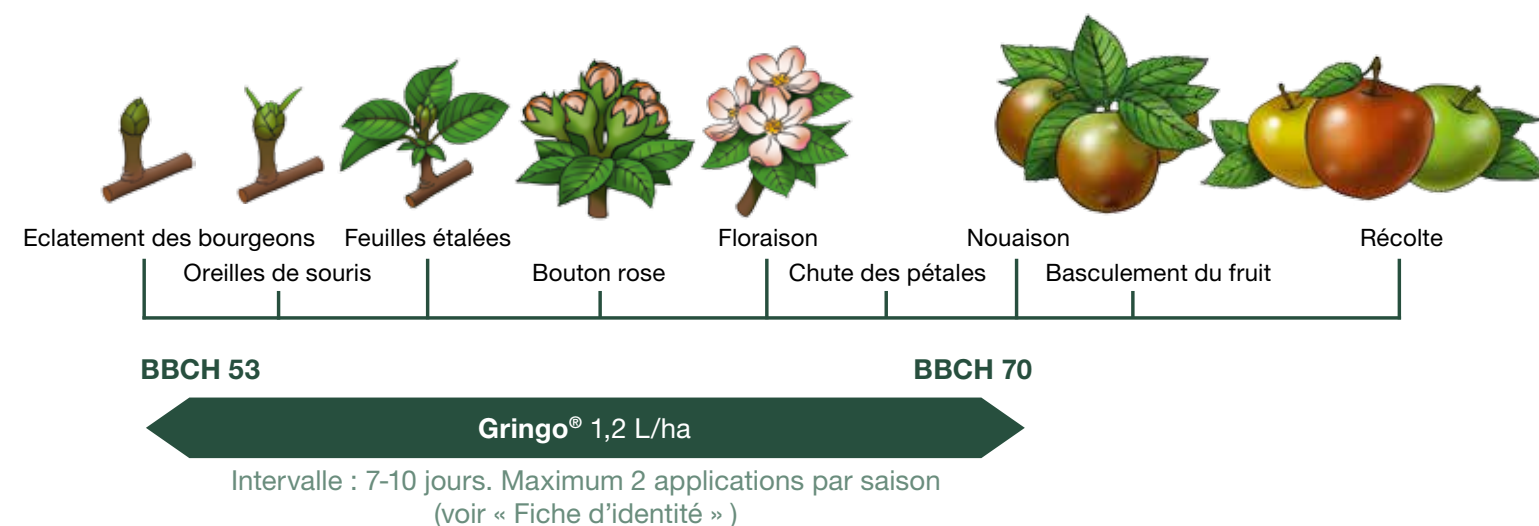 Eclatement des bourgeons Feuilles étalées Floraison Nouaison Récolte
Oreilles de souris Bouton rose Chute des pétales Basculement du fruit
BBCH 53 BBCH 70
Gringo® 1,2 L/ha
Intervalle : 7-10 jours. Maximum 2 applications par saison
(voir « Fiche d’identité » )